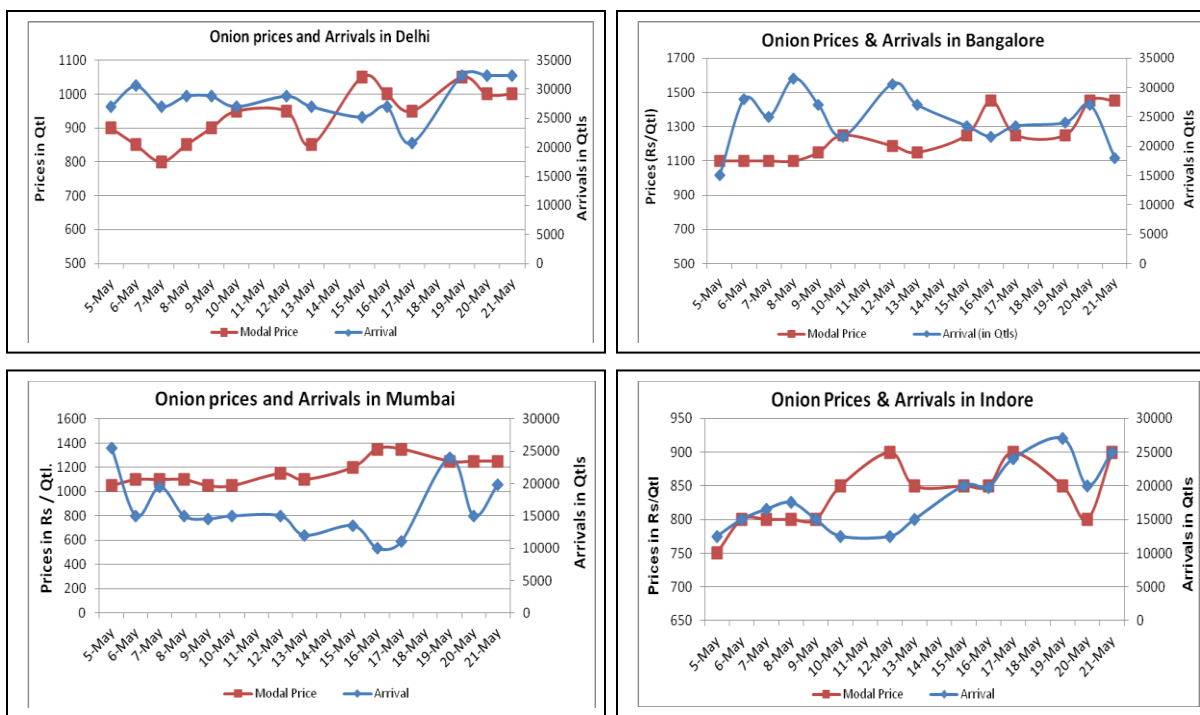 Onion prices and Arrivals in Delhi
Prices in Qtl
1100
1000
900
800
700
600
500
35000
30000
25000
20000
15000
10000
5000
0
Arrivals in Qtls
5-May
6-May
7-May
8-May
9-May
10-May
11-May
12-May
13-May
14-May
15-May
16-May
17-May
18-May
19-May
20-May
21-May
Modal Price
Arrival
Onion Prices & Arrivals in Bangalore
Prices (Rs/Qtl)
1700
1500
1300
1100
900
700
500
35000
30000
25000
20000
15000
10000
5000
0
Arrivals in Qtls
5-May
6-May
7-May
8-May
9-May
10-May
11-May
12-May
13-May
14-May
15-May
16-May
17-May
18-May
19-May
20-May
21-May
Modal Price
Arrival (in Qtls)
Onion prices and Arrivals in Mumbai
Prices in Rs / Qtl.
1600
1400
1200
1000
800
600
400
200
0
30000
25000
20000
15000
10000
5000
0
Arrivals in Qtls
5-May
6-May
7-May
8-May
9-May
10-May
11-May
12-May
13-May
14-May
15-May
16-May
17-May
18-May
19-May
20-May
21-May
Modal Price
Arrival
Onion Prices & Arrivals in Indore
Prices in Rs/Qtl
950
900
850
800
750
700
650
30000
25000
20000
15000
10000
5000
0
Arrivals in Qtls
5-May
6-May
7-May
8-May
9-May
10-May
11-May
12-May
13-May
14-May
15-May
16-May
17-May
18-May
19-May
20-May
21-May
Modal Price
Arrival